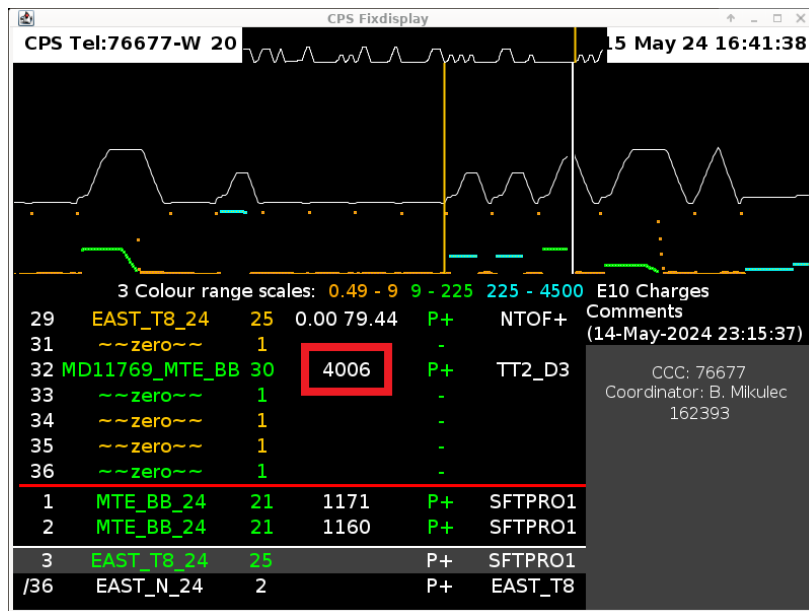 CPS Fixdisplay
CPS Tel:76677-W 20
15 May 24 16:41:38
3 Colour range scales: 0.49 - 9 9 - 225 225 - 4500 E10 Charges
29 EAST_T8_24 25 0.00 79.44 P+ NTOF+
31 ~~zero~~ 1 -
32 MD11769_MTE_BB 30 4006 P+ TT2_D3
33 ~~zero~~ 1 -
34 ~~zero~~ 1 -
35 ~~zero~~ 1 -
36 ~~zero~~ 1 -
1 MTE_BB_24 21 1171 P+ SFTPRO1
2 MTE_BB_24 21 1160 P+ SFTPRO1
3 EAST_T8_24 25 P+ SFTPRO1
/36 EAST_N_24 2 P+ EAST_T8
Comments
(14-May-2024 23:15:37)
CCC: 76677
Coordinator: B. Mikulec
162393